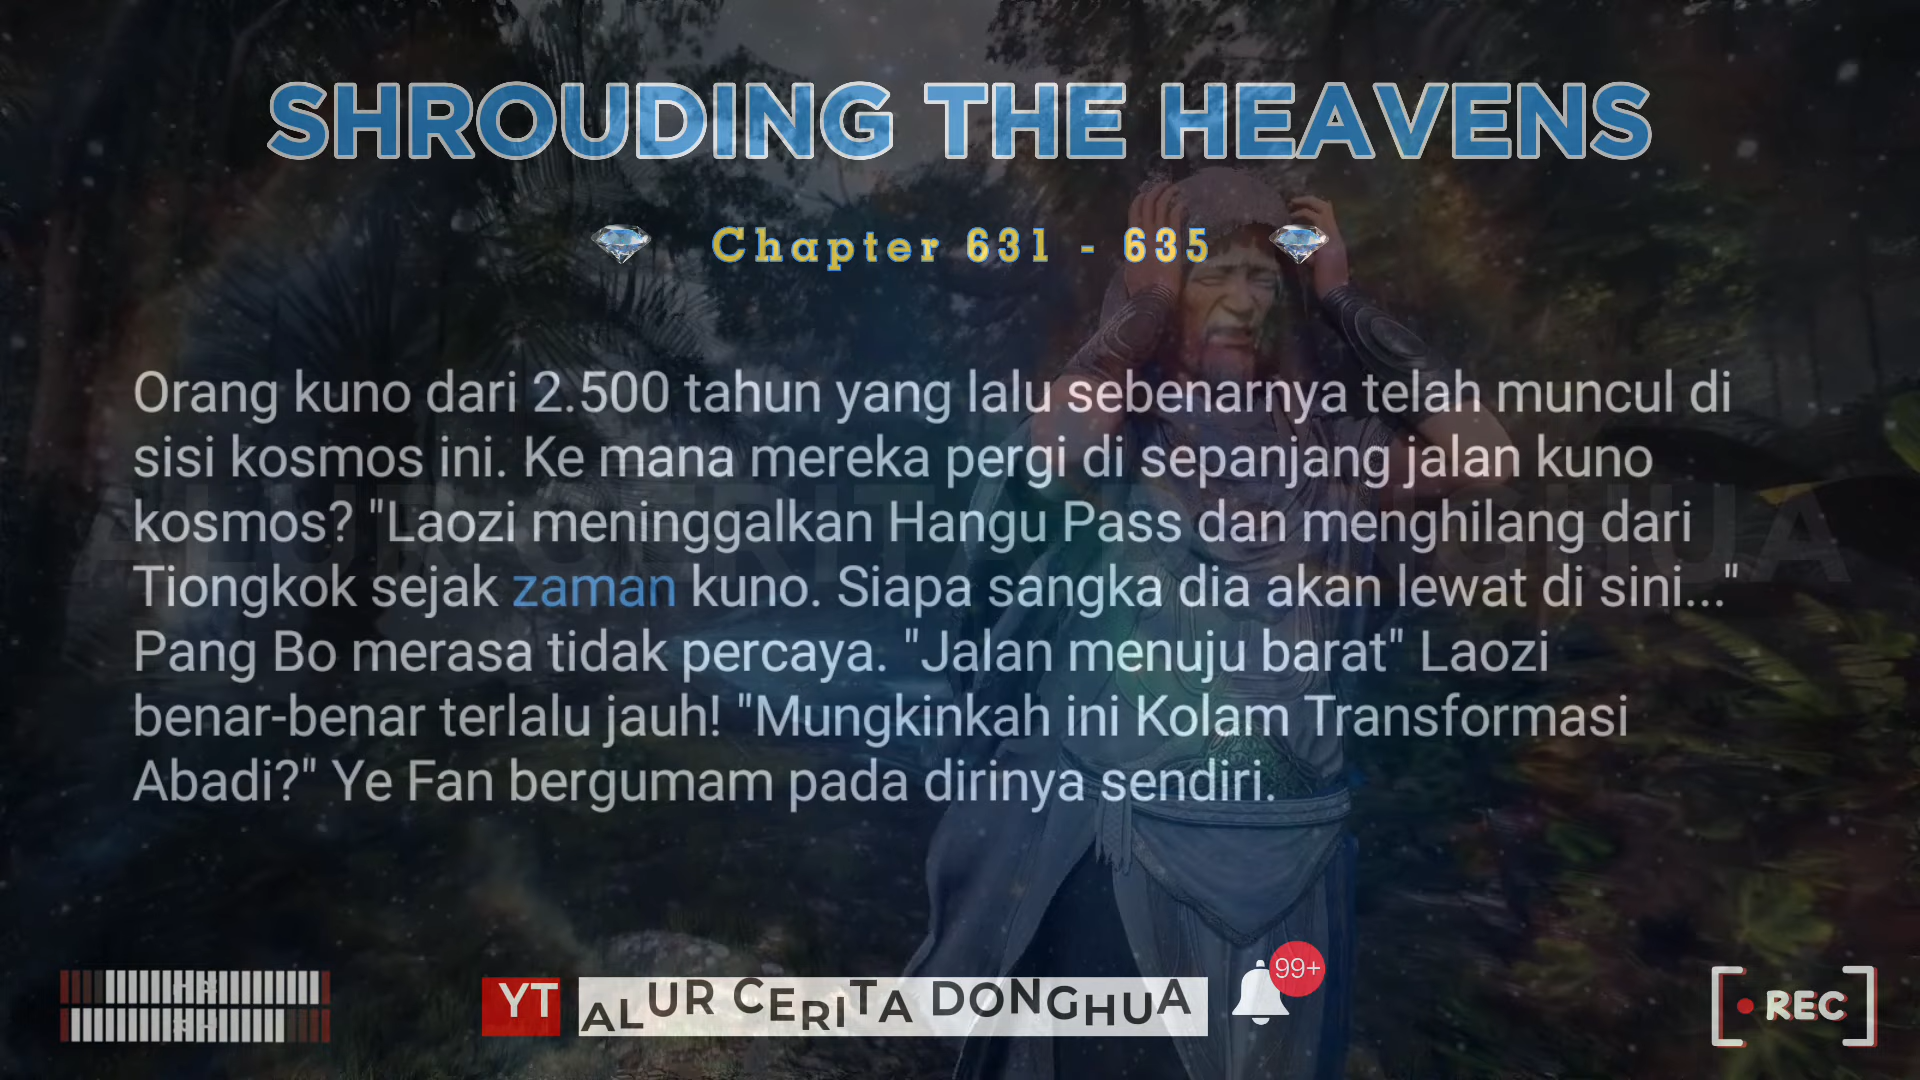 SHROUDING THE HEAVENS
Chapter 631 - 635
Orang kuno dari 2.500 tahun yang lalu sebenarnya telah muncul di
sisi kosmos ini. Ke mana mereka pergi di sepanjang jalan kuno
kosmos? "Laozi meninggalkan Hangu Pass dan menghilang dari
Tiongkok sejak zaman kuno. Siapa sangka dia akan lewat di sini..."
Pang Bo merasa tidak percaya. "Jalan menuju barat" Laozi
benar-benar terlalu jauh! "Mungkinkah ini Kolam Transformasi
Abadi?" Ye Fan bergumam pada dirinya sendiri.
ALUR CERITA DONGHUA
YT ALUR CERITA DONGHUA
99+
REC